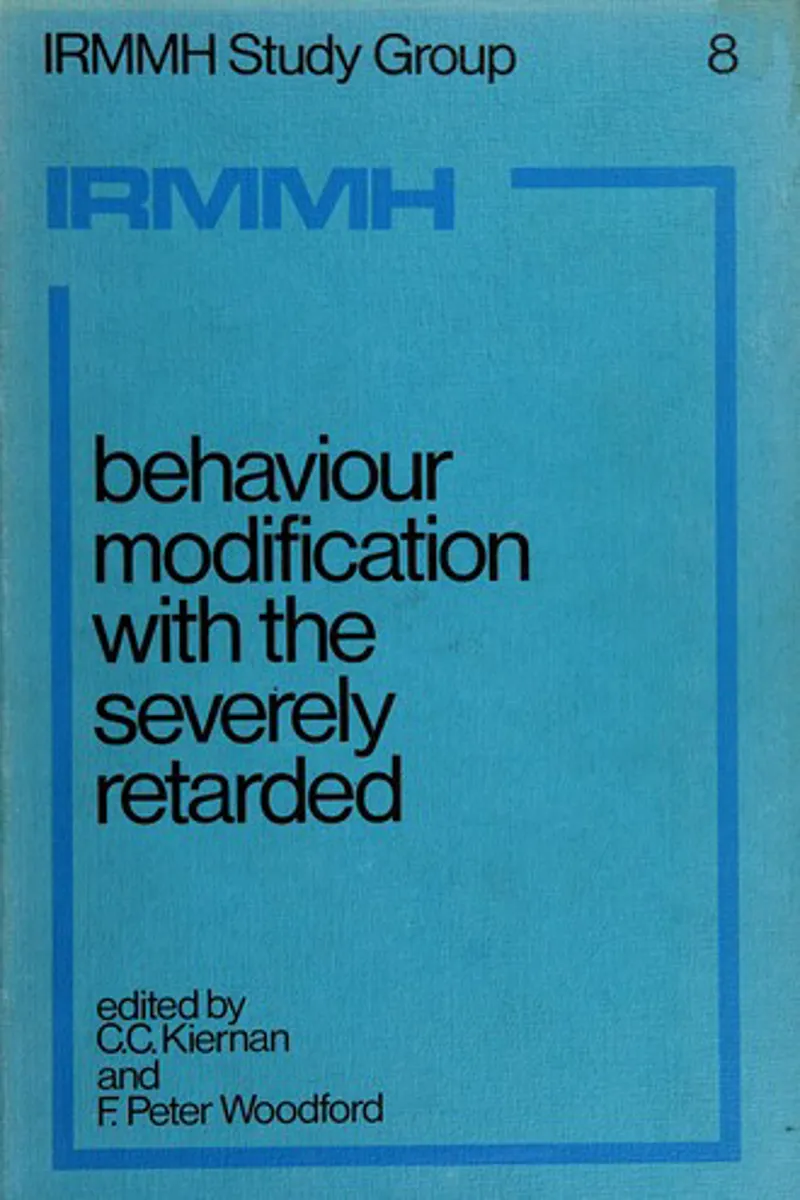 IRMMH Study Group 8
IRMMH
behaviour
modification
with the
severely
retarded
edited by
C.C. Kiernan
and
F. Peter Woodford